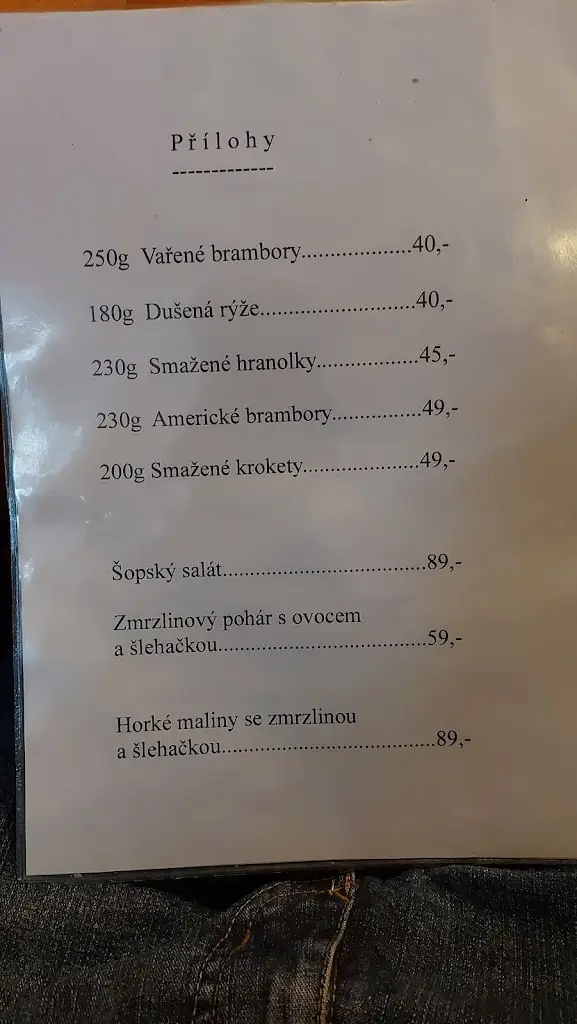 Přílohy
-------------
250g Vařené brambory...................40,-
180g Dušená rýže..........................40,-
230g Smažené hranolky.................45,-
230g Americké brambory...............49,-
200g Smažené krokety....................49,-
Šopský salát..................................89,-
Zmrzlinový pohár s ovocem
a šlehačkou...................................59,-
Horké maliny se zmrzlinou
a šlehačkou....................................89,-